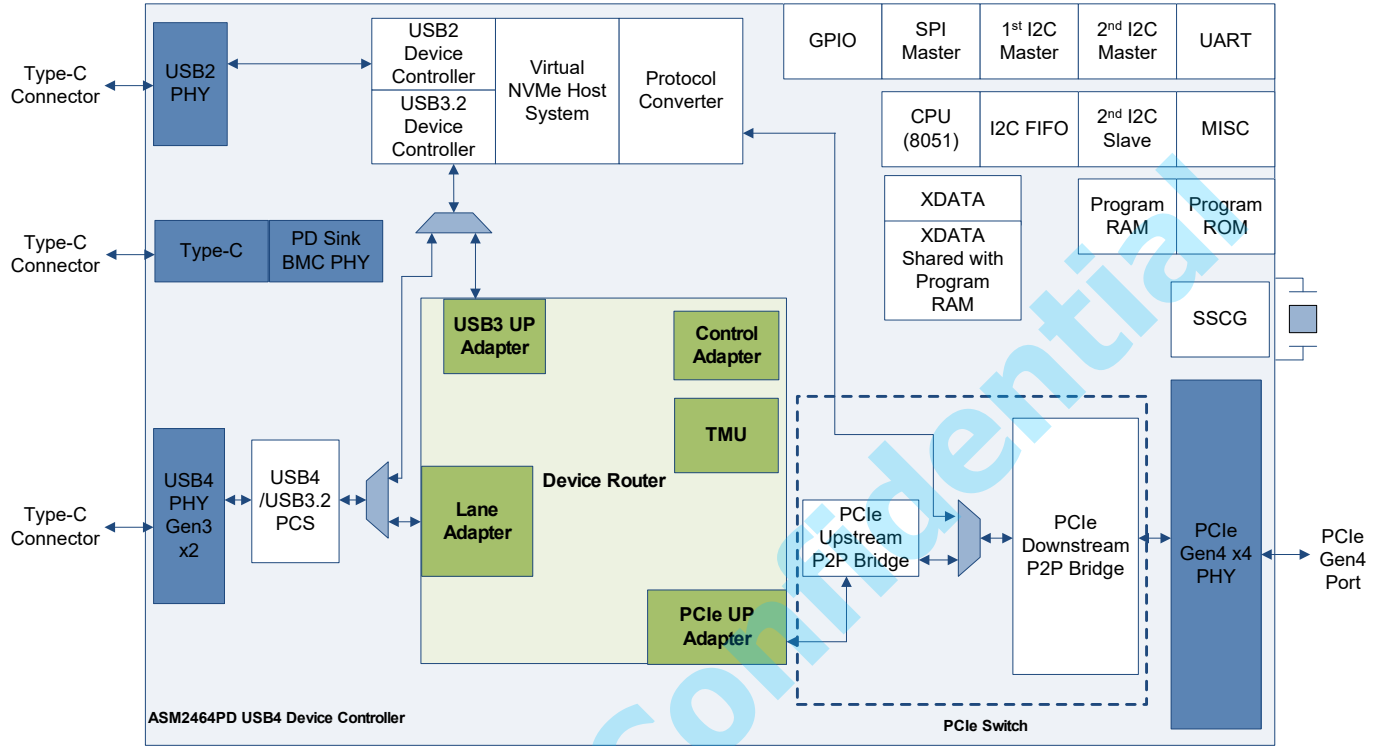 USB2
Device
Controller
USB3.2
Device
Controller
Virtual
NVMe Host
System
Protocol
Converter
GPIO
SPI
Master
1st I2C
Master
2nd I2C
Master
UART
Type-C
Connector
USB2
PHY
CPU
(8051)
I2C FIFO
2nd I2C
Slave
MISC
XDATA
XDATA
Shared with
Program
RAM
Program
RAM
Program
ROM
Type-C
Connector
Type-C
PD Sink
BMC PHY
SSCG
USB3 UP
Adapter
Control
Adapter
TMU
Device Router
Lane
Adapter
PCIe UP
Adapter
Type-C
Connector
USB4
PHY
Gen3
x2
USB4
/USB3.2
PCS
PCIe
Upstream
P2P Bridge
PCIe
Downstream
P2P Bridge
PCIe
Gen4 x4
PHY
PCIe
Gen4
Port
ASM2464PD USB4 Device Controller
PCIe Switch
Confidential